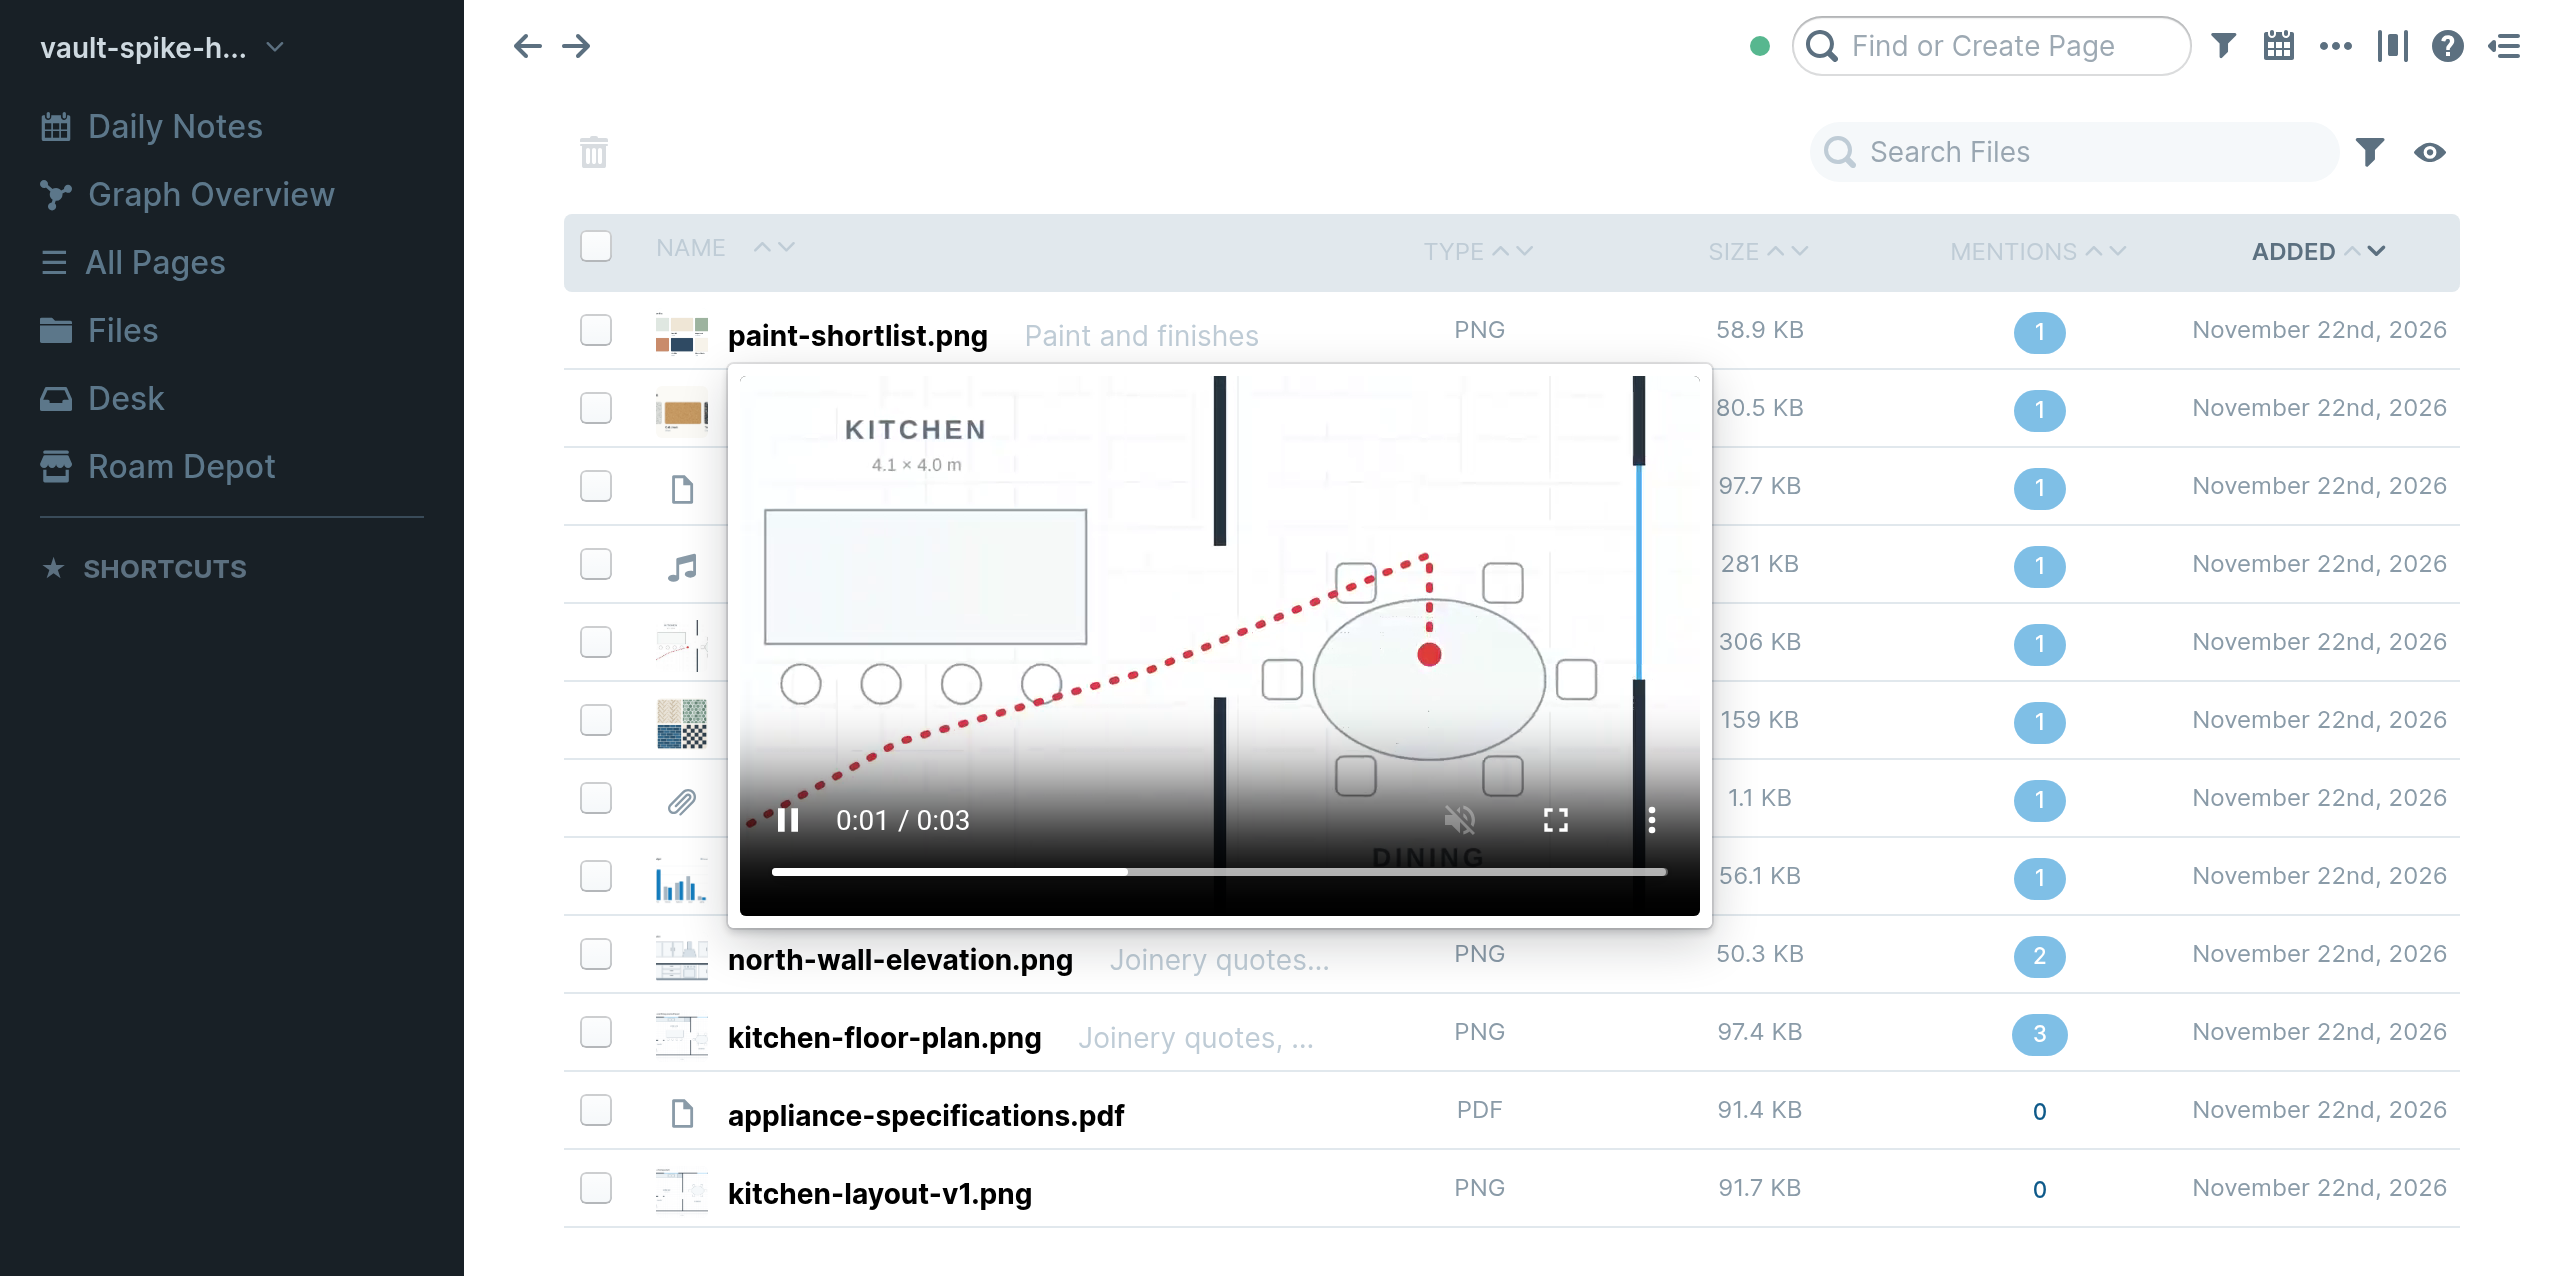 vault-spike-h...
Find or Create Page
Daily Notes
Graph Overview
All Pages
Files
Desk
Roam Depot
SHORTCUTS
Search Files
NAME TYPE SIZE MENTIONS ADDED
paint-shortlist.png Paint and finishes PNG 58.9 KB 1 November 22nd, 2026
80.5 KB 1 November 22nd, 2026
97.7 KB 1 November 22nd, 2026
281 KB 1 November 22nd, 2026
306 KB 1 November 22nd, 2026
159 KB 1 November 22nd, 2026
1.1 KB 1 November 22nd, 2026
56.1 KB 1 November 22nd, 2026
KITCHEN
4.1 × 4.0 m
0:01 / 0:03
DINING
north-wall-elevation.png Joinery quotes... PNG 50.3 KB 2 November 22nd, 2026
kitchen-floor-plan.png Joinery quotes, ... PNG 97.4 KB 3 November 22nd, 2026
appliance-specifications.pdf PDF 91.4 KB 0 November 22nd, 2026
kitchen-layout-v1.png PNG 91.7 KB 0 November 22nd, 2026